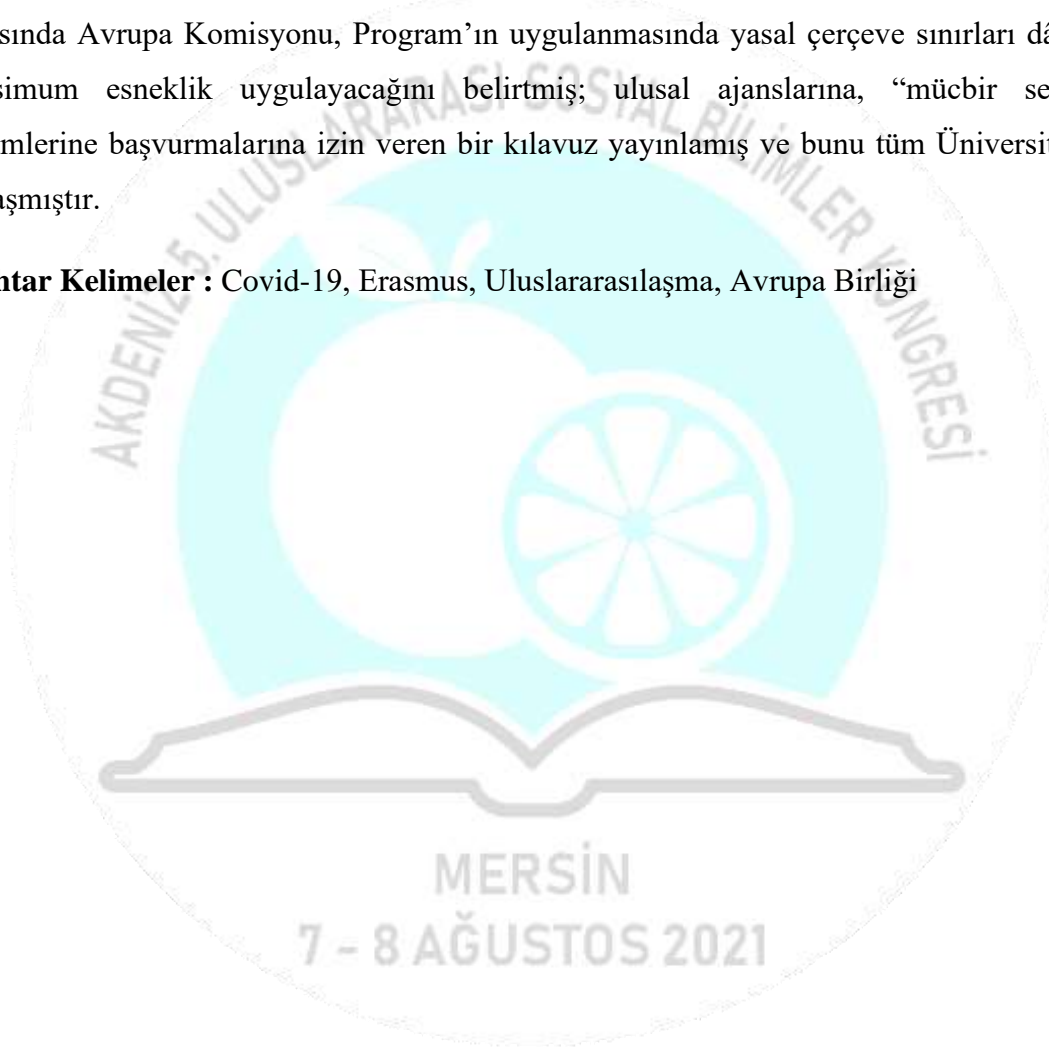 sında Avrupa Komisyonu, Program’ın uygulanmasında yasal çerçeve sınırları dâ
simum esneklik uygulayacağını belirtmiş; ulusal ajanslarına, “mücbir se
mlerine başvurmalarına izin veren bir kılavuz yayınlamış ve bunu tüm Üniversit
aşmıştır.
ntar Kelimeler : Covid-19, Erasmus, Uluslararasılaşma, Avrupa Birliği
AKDENİZ 5. ULUSLARARASI SOSYAL BİLİMLER KONGRESİ
MERSİN
7 - 8 AĞUSTOS 2021